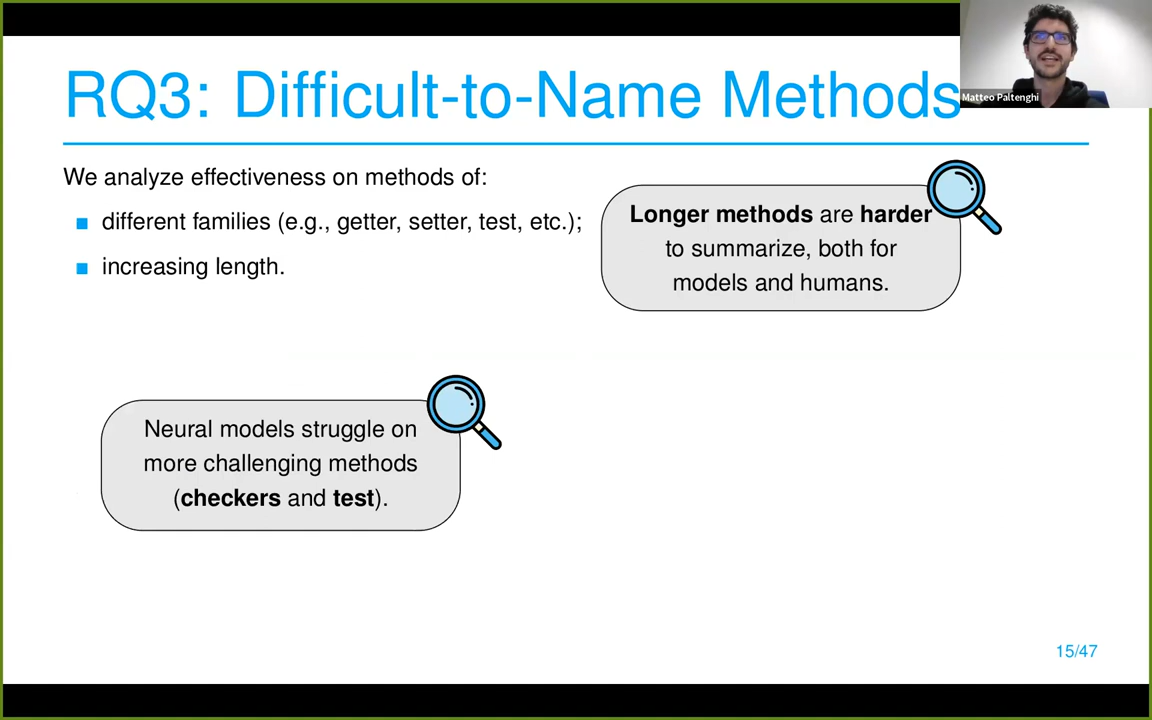 RQ3: Difficult-to-Name Methods
Matteo Paltenghi
We analyze effectiveness on methods of:
different families (e.g., getter, setter, test, etc.);
increasing length.
Longer methods are harder
to summarize, both for
models and humans.
Neural models struggle on
more challenging methods
(checkers and test).
15/47